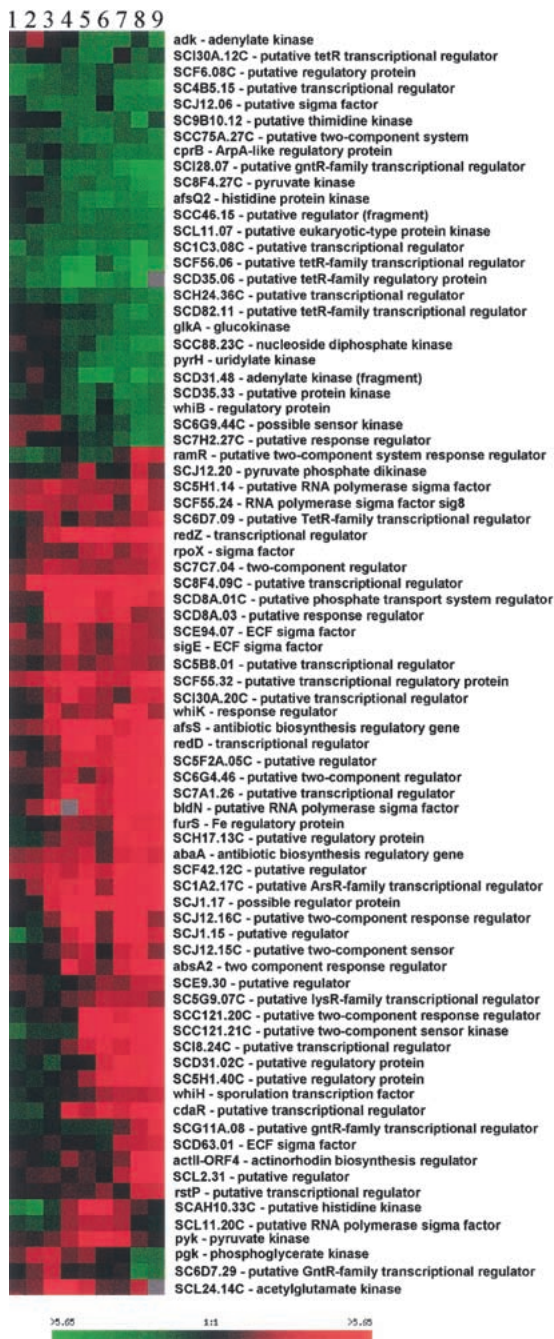 1 2 3 4 5 6 7 8 9
adk - adenylate kinase
SCI30A.12C - putative tetR transcriptional regulator
SCF6.08C - putative regulatory protein
SC4B5.15 - putative transcriptional regulator
SCJ12.06 - putative sigma factor
SC9B10.12 - putative thimidine kinase
SCC75A.27C - putative two-component system
cprB - ArpA-like regulatory protein
SCI28.07 - putative gntR-family transcriptional regulator
SC8F4.27C - pyruvate kinase
afsQ2 - histidine protein kinase
SCC46.15 - putative regulator (fragment)
SCL11.07 - putative eukaryotic-type protein kinase
SC1C3.08C - putative transcriptional regulator
SCF56.06 - putative tetR-family transcriptional regulator
SCD35.06 - putative tetR-family regulatory protein
SCH24.36C - putative transcriptional regulator
SCD82.11 - putative tetR-family transcriptional regulator
glkA - glucokinase
SCC88.23C - nucleoside diphosphate kinase
pyrH - uridylate kinase
SCD31.48 - adenylate kinase (fragment)
SCD35.33 - putative protein kinase
whiB - regulatory protein
SC6G9.44C - possible sensor kinase
SC7H2.27C - putative response regulator
ramR - putative two-component system response regulator
SCJ12.20 - pyruvate phosphate dikinase
SC5H1.14 - putative RNA polymerase sigma factor
SCF55.24 - RNA polymerase sigma factor sig8
SC6D7.09 - putative TetR-family transcriptional regulator
redZ - transcriptional regulator
rpoX - sigma factor
SC7C7.04 - two-component regulator
SC8F4.09C - putative transcriptional regulator
SCD8A.01C - putative phosphate transport system regulator
SCD8A.03 - putative response regulator
SCE94.07 - ECF sigma factor
sigE - ECF sigma factor
SC5B8.01 - putative transcriptional regulator
SCF55.32 - putative transcriptional regulatory protein
SCI30A.20C - putative transcriptional regulator
whiK - response regulator
afsS - antibiotic biosynthesis regulatory gene
redD - transcriptional regulator
SC5F2A.05C - putative regulator
SC6G4.46 - putative two-component regulator
SC7A1.26 - putative transcriptional regulator
bldN - putative RNA polymerase sigma factor
furS - Fe regulatory protein
SCH17.13C - putative regulatory protein
abaA - antibiotic biosynthesis regulatory gene
SCF42.12C - putative regulator
SC1A2.17C - putative ArsR-family transcriptional regulator
SCJ1.17 - possible regulator protein
SCJ12.16C - putative two-component response regulator
SCJ1.15 - putative regulator
SCJ12.15C - putative two-component sensor
absA2 - two component response regulator
SCE9.30 - putative regulator
SC5G9.07C - putative lysR-family transcriptional regulator
SCC121.20C - putative two-component response regulator
SCC121.21C - putative two-component sensor kinase
SCI8.24C - putative transcriptional regulator
SCD31.02C - putative regulatory protein
SC5H1.40C - putative regulatory protein
whiH - sporulation transcription factor
cdaR - putative transcriptional regulator
SCG11A.08 - putative gntR-famly transcriptional regulator
SCD63.01 - ECF sigma factor
actII-ORF4 - actinorhodin biosynthesis regulator
SCL2.31 - putative regulator
rstP - putative transcriptional regulator
SCAH10.33C - putative histidine kinase
SCL11.20C - putative RNA polymerase sigma factor
pyk - pyruvate kinase
pgk - phosphoglycerate kinase
SC6D7.29 - putative GntR-family transcriptional regulator
SCL24.14C - acetylglutamate kinase
>5.65 1:1 >5.65